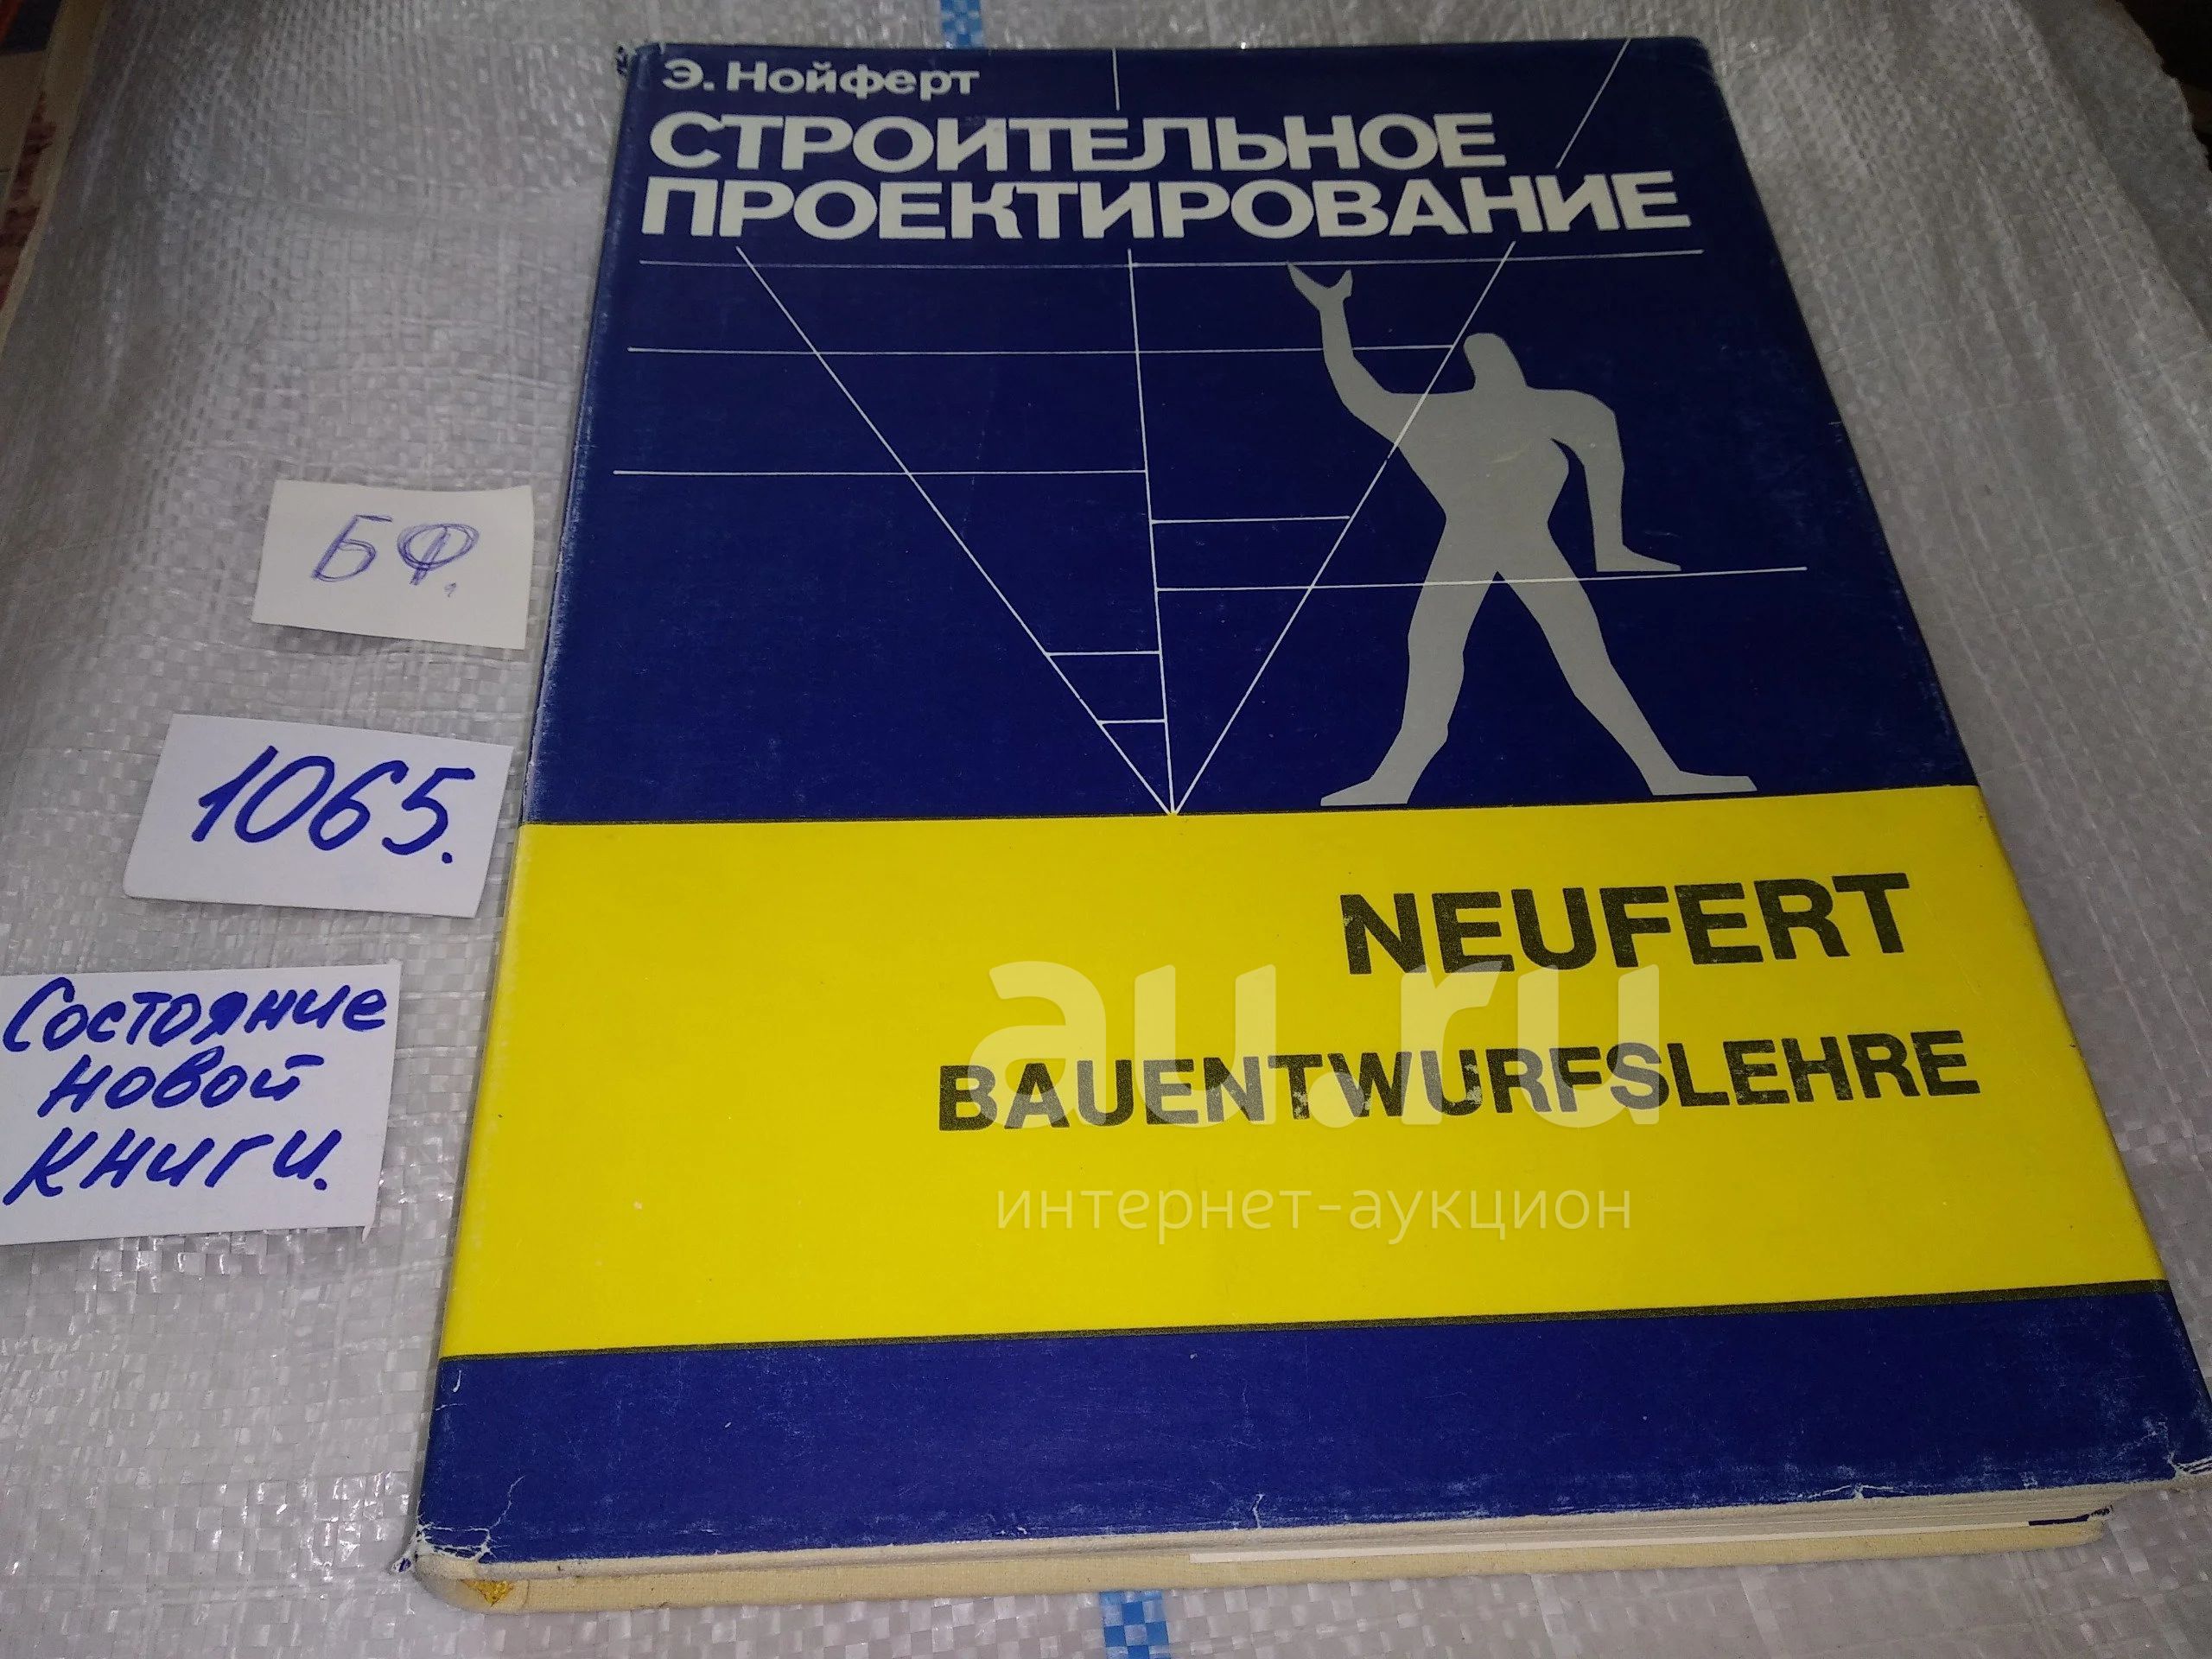 Э. Нойферт
СТРОИТЕЛЬНОЕ
ПРОЕКТИРОВАНИЕ
БФ.
1065.
NEUFERT
BAUENTWURFSLEHRE
Состояние
новой
книги.
au.ru
интернет-аукцион